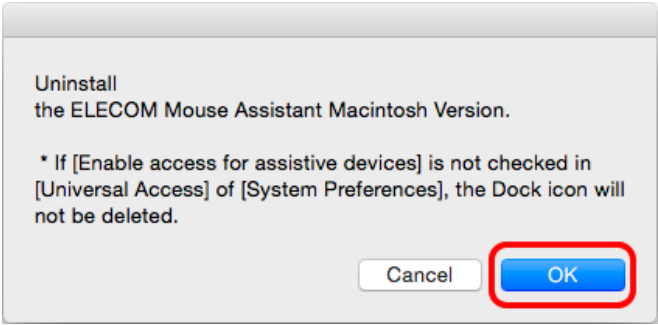 Uninstall
the ELECOM Mouse Assistant Macintosh Version.
* If [Enable access for assistive devices] is not checked in
[Universal Access] of [System Preferences], the Dock icon will
not be deleted.
Cancel OK